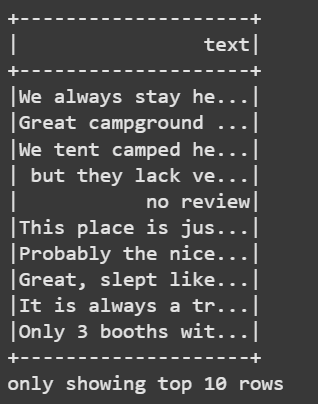 +--------------------+
|                text|
+--------------------+
|We always stay he...|
|Great campground ...|
|We tent camped he...|
| but they lack ve...|
|           no review|
|This place is jus...|
|Probably the nice...|
|Great, slept like...|
|It is always a tr...|
|Only 3 booths wit...|
+--------------------+
only showing top 10 rows